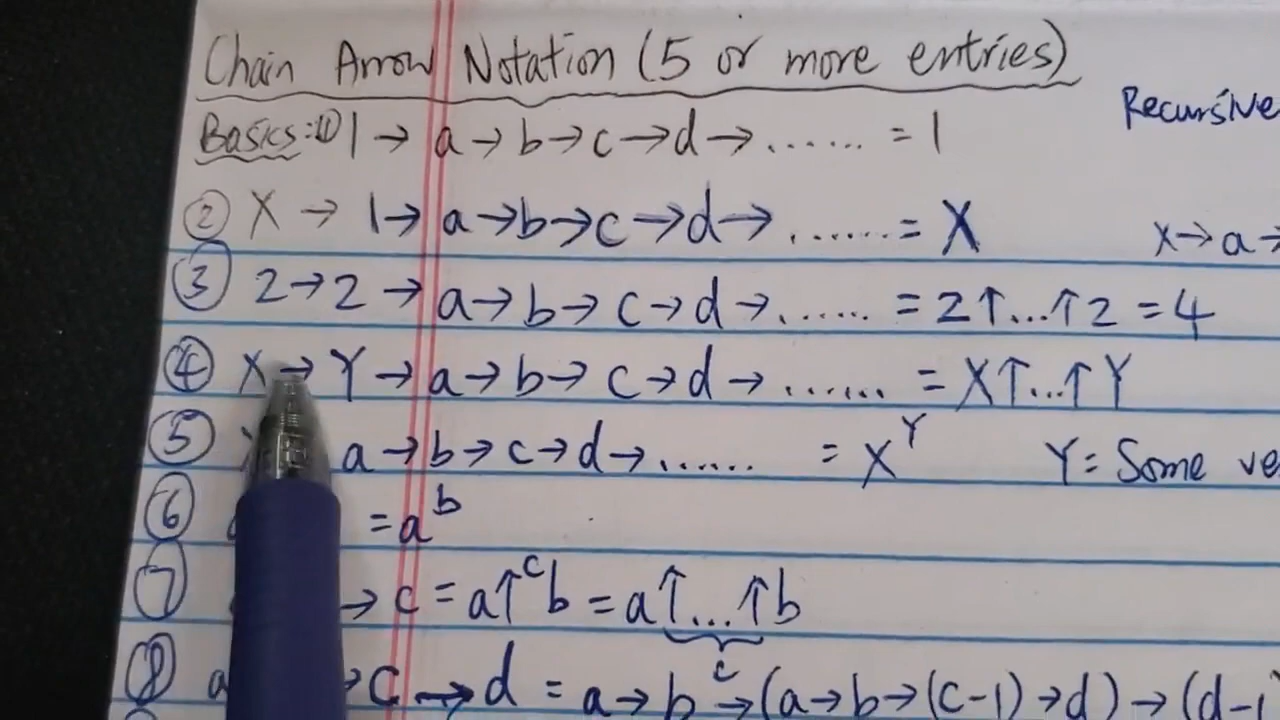 Chain Arrow Notation (5 or more entries)
Recursive
Basics: ① 1 → a → b → c → d → ...... = 1
② X → 1 → a → b → c → d → ....... = X
X → a →
③ 2 → 2 → a → b → c → d → ...... = 2↑...↑2 = 4
④ X → Y → a → b → c → d → ...... = X↑...↑Y
⑤ a → b → c → d → ...... = X^Y Y = Some
⑥ = a^b
⑦ → c = a↑^c b = a↑...↑b
c
⑧ a → c → d = a → b → (a → b → (c-1) → d) → (d-1)